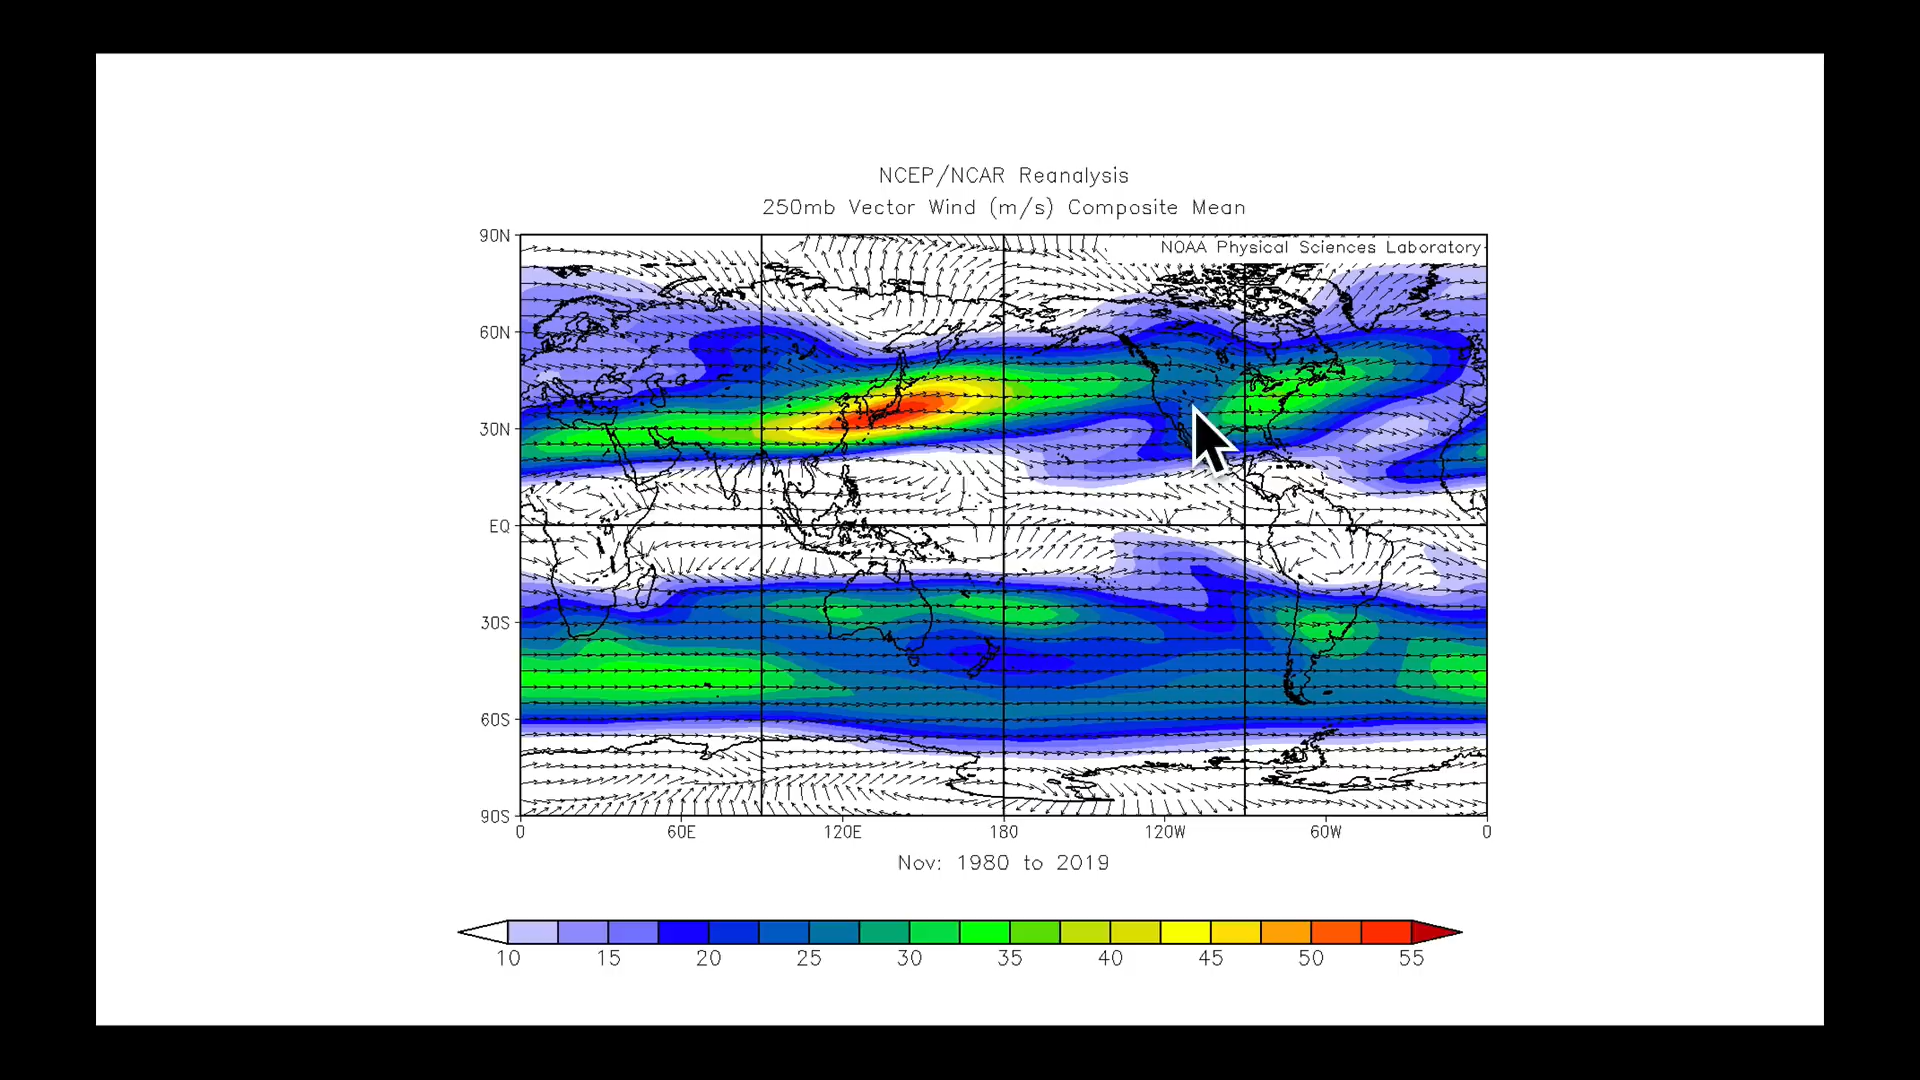 NCEP/NCAR Reanalysis
250mb Vector Wind (m/s) Composite Mean
NOAA Physical Sciences Laboratory
90N
60N
30N
EQ
30S
60S
90S
0 60E 120E 180 120W 60W 0
Nov: 1980 to 2019
10 15 20 25 30 35 40 45 50 55